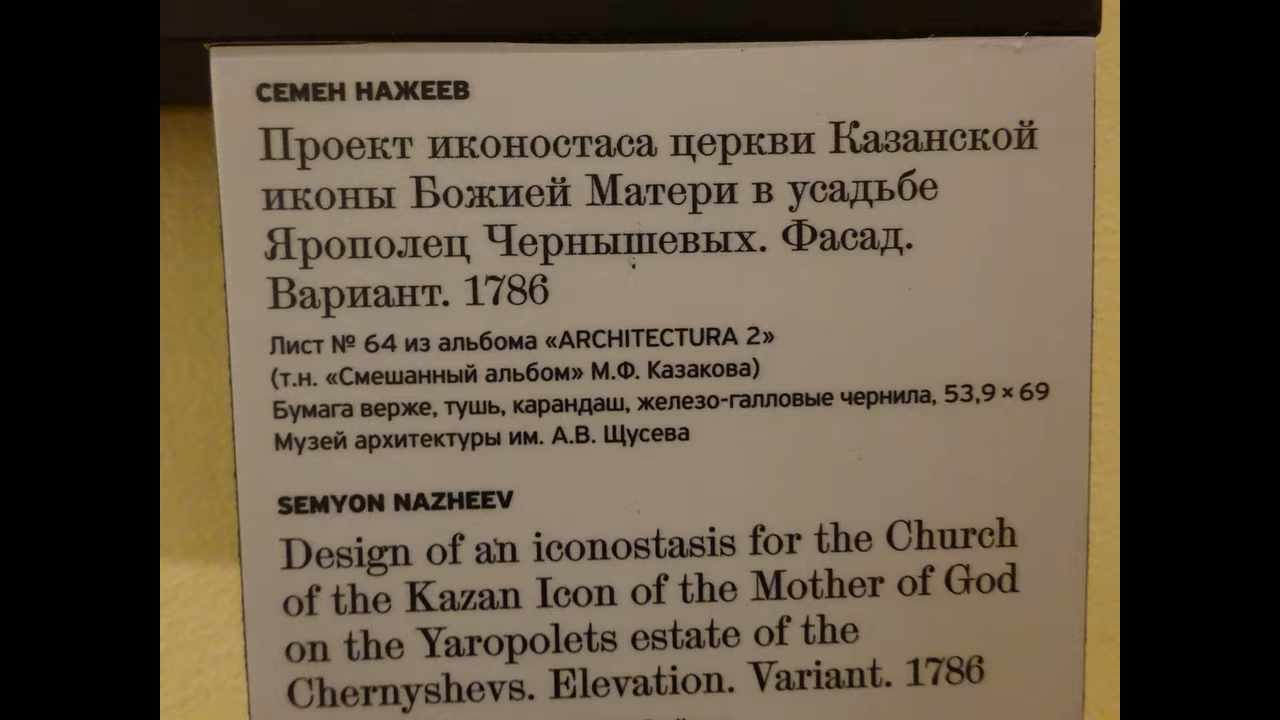 СЕМЕН НАЖЕЕВ
Проект иконостаса церкви Казанской
иконы Божией Матери в усадьбе
Ярополец Чернышевых. Фасад.
Вариант. 1786
Лист № 64 из альбома «ARCHITECTURA 2»
(т.н. «Смешанный альбом» М.Ф. Казакова)
Бумага верже, тушь, карандаш, железо-галловые чернила, 53,9 × 69
Музей архитектуры им. А.В. Щусева
SEMYON NAZHEEV
Design of an iconostasis for the Church
of the Kazan Icon of the Mother of God
on the Yaropolets estate of the
Chernyshevs. Elevation. Variant. 1786